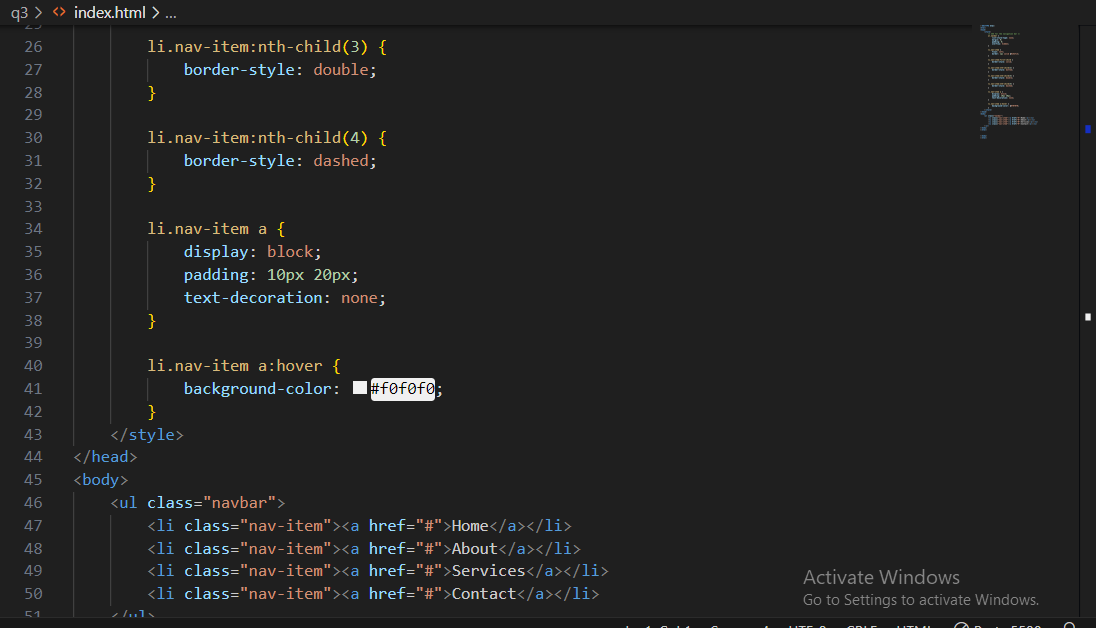 q3 > <> index.html > ...
26 li.nav-item:nth-child(3) {
27 border-style: double;
28 }
29
30 li.nav-item:nth-child(4) {
31 border-style: dashed;
32 }
33
34 li.nav-item a {
35 display: block;
36 padding: 10px 20px;
37 text-decoration: none;
38 }
39
40 li.nav-item a:hover {
41 background-color: #f0f0f0;
42 }
43 </style>
44 </head>
45 <body>
46 <ul class="navbar">
47 <li class="nav-item"><a href="#">Home</a></li>
48 <li class="nav-item"><a href="#">About</a></li>
49 <li class="nav-item"><a href="#">Services</a></li>
50 <li class="nav-item"><a href="#">Contact</a></li>
51 </ul>
Activate Windows
Go to Settings to activate Windows.